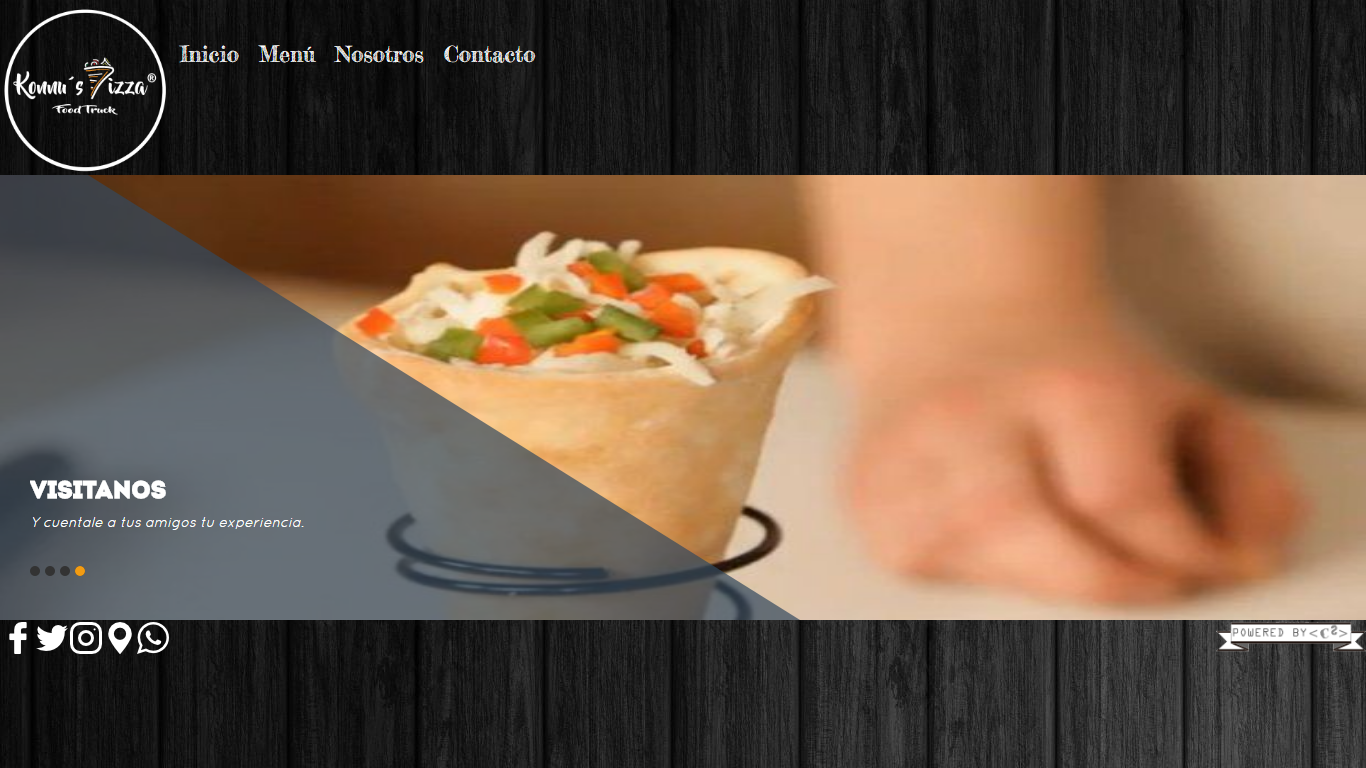 Konnu´s Pizza®
Food Truck
Inicio Menú Nosotros Contacto
VISITANOS
Y cuentale a tus amigos tu experiencia.
POWERED BY <C²>